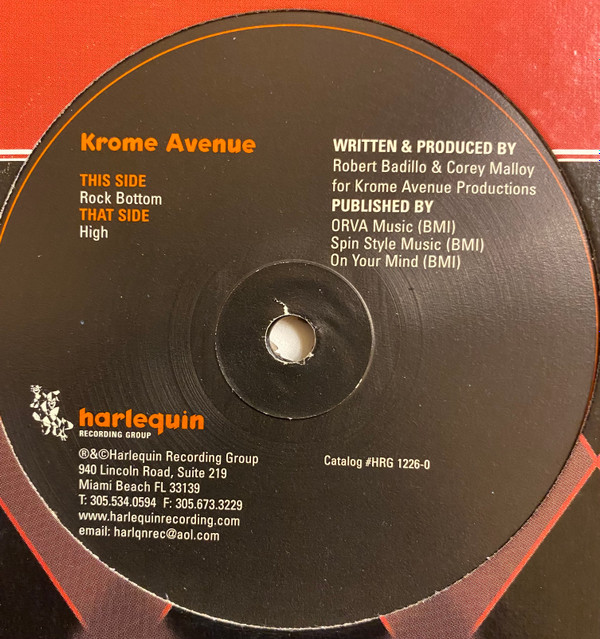 Krome Avenue
THIS SIDE
Rock Bottom
THAT SIDE
High
WRITTEN & PRODUCED BY
Robert Badillo & Corey Malloy
for Krome Avenue Productions
PUBLISHED BY
ORVA Music (BMI)
Spin Style Music (BMI)
On Your Mind (BMI)
harlequin
RECORDING GROUP
®&©Harlequin Recording Group
940 Lincoln Road, Suite 219
Miami Beach FL 33139
T: 305.534.0594 F: 305.673.3229
www.harlequinrecording.com
email: harlqnrec@aol.com
Catalog #HRG 1226-0